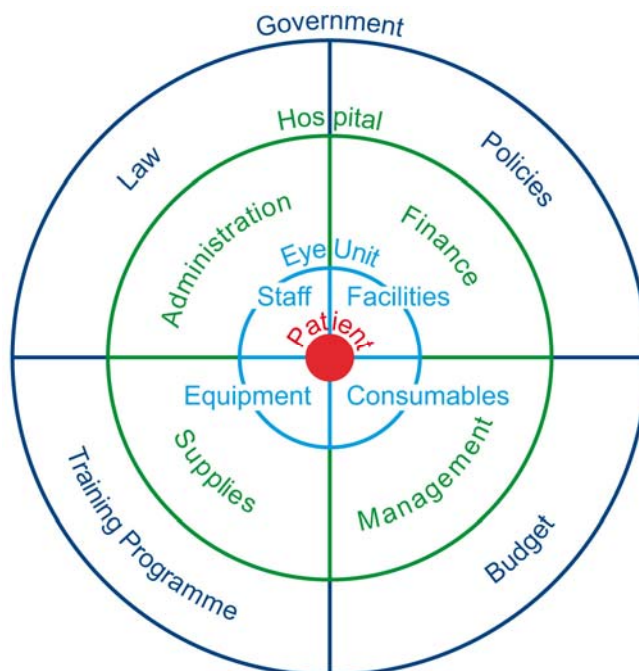 Government
Law
Policies
Hospital
Administration
Finance
Eye Unit
Staff
Facilities
Patient
Equipment
Consumables
Supplies
Management
Training Programme
Budget